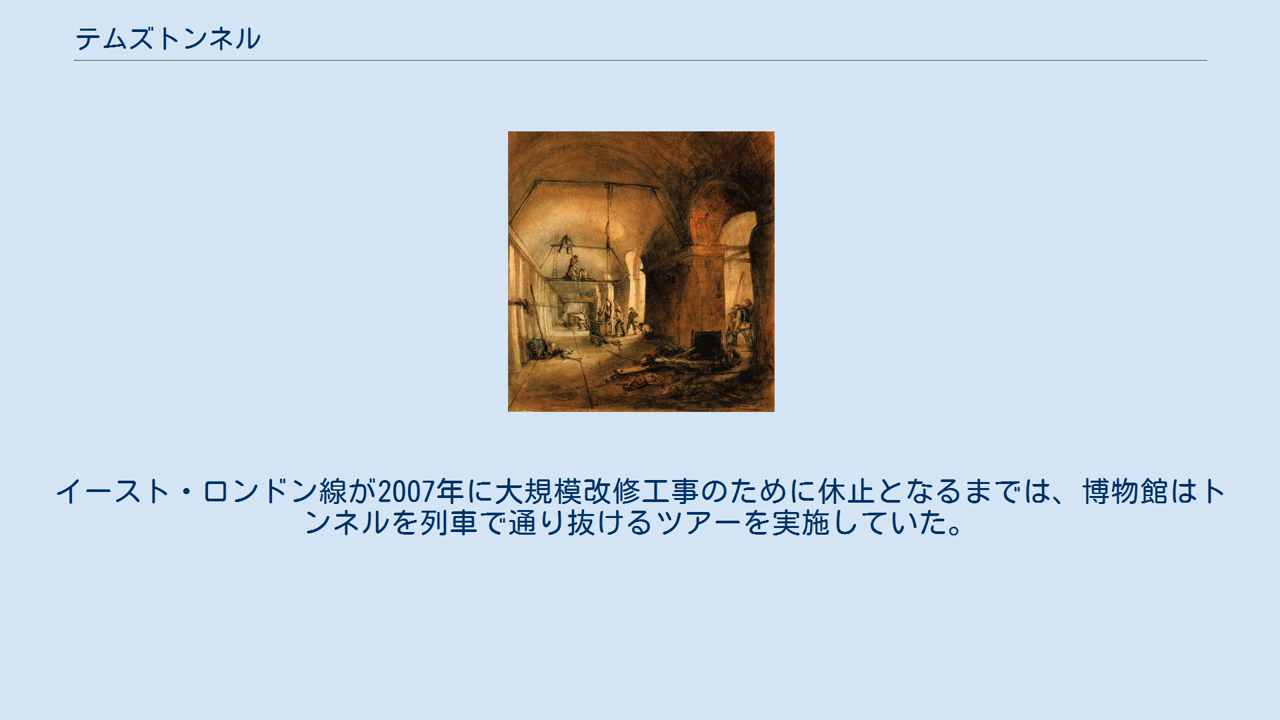 テムズトンネル
イースト・ロンドン線が2007年に大規模改修工事のために休止となるまでは、博物館はト
ンネルを列車で通り抜けるツアーを実施していた。